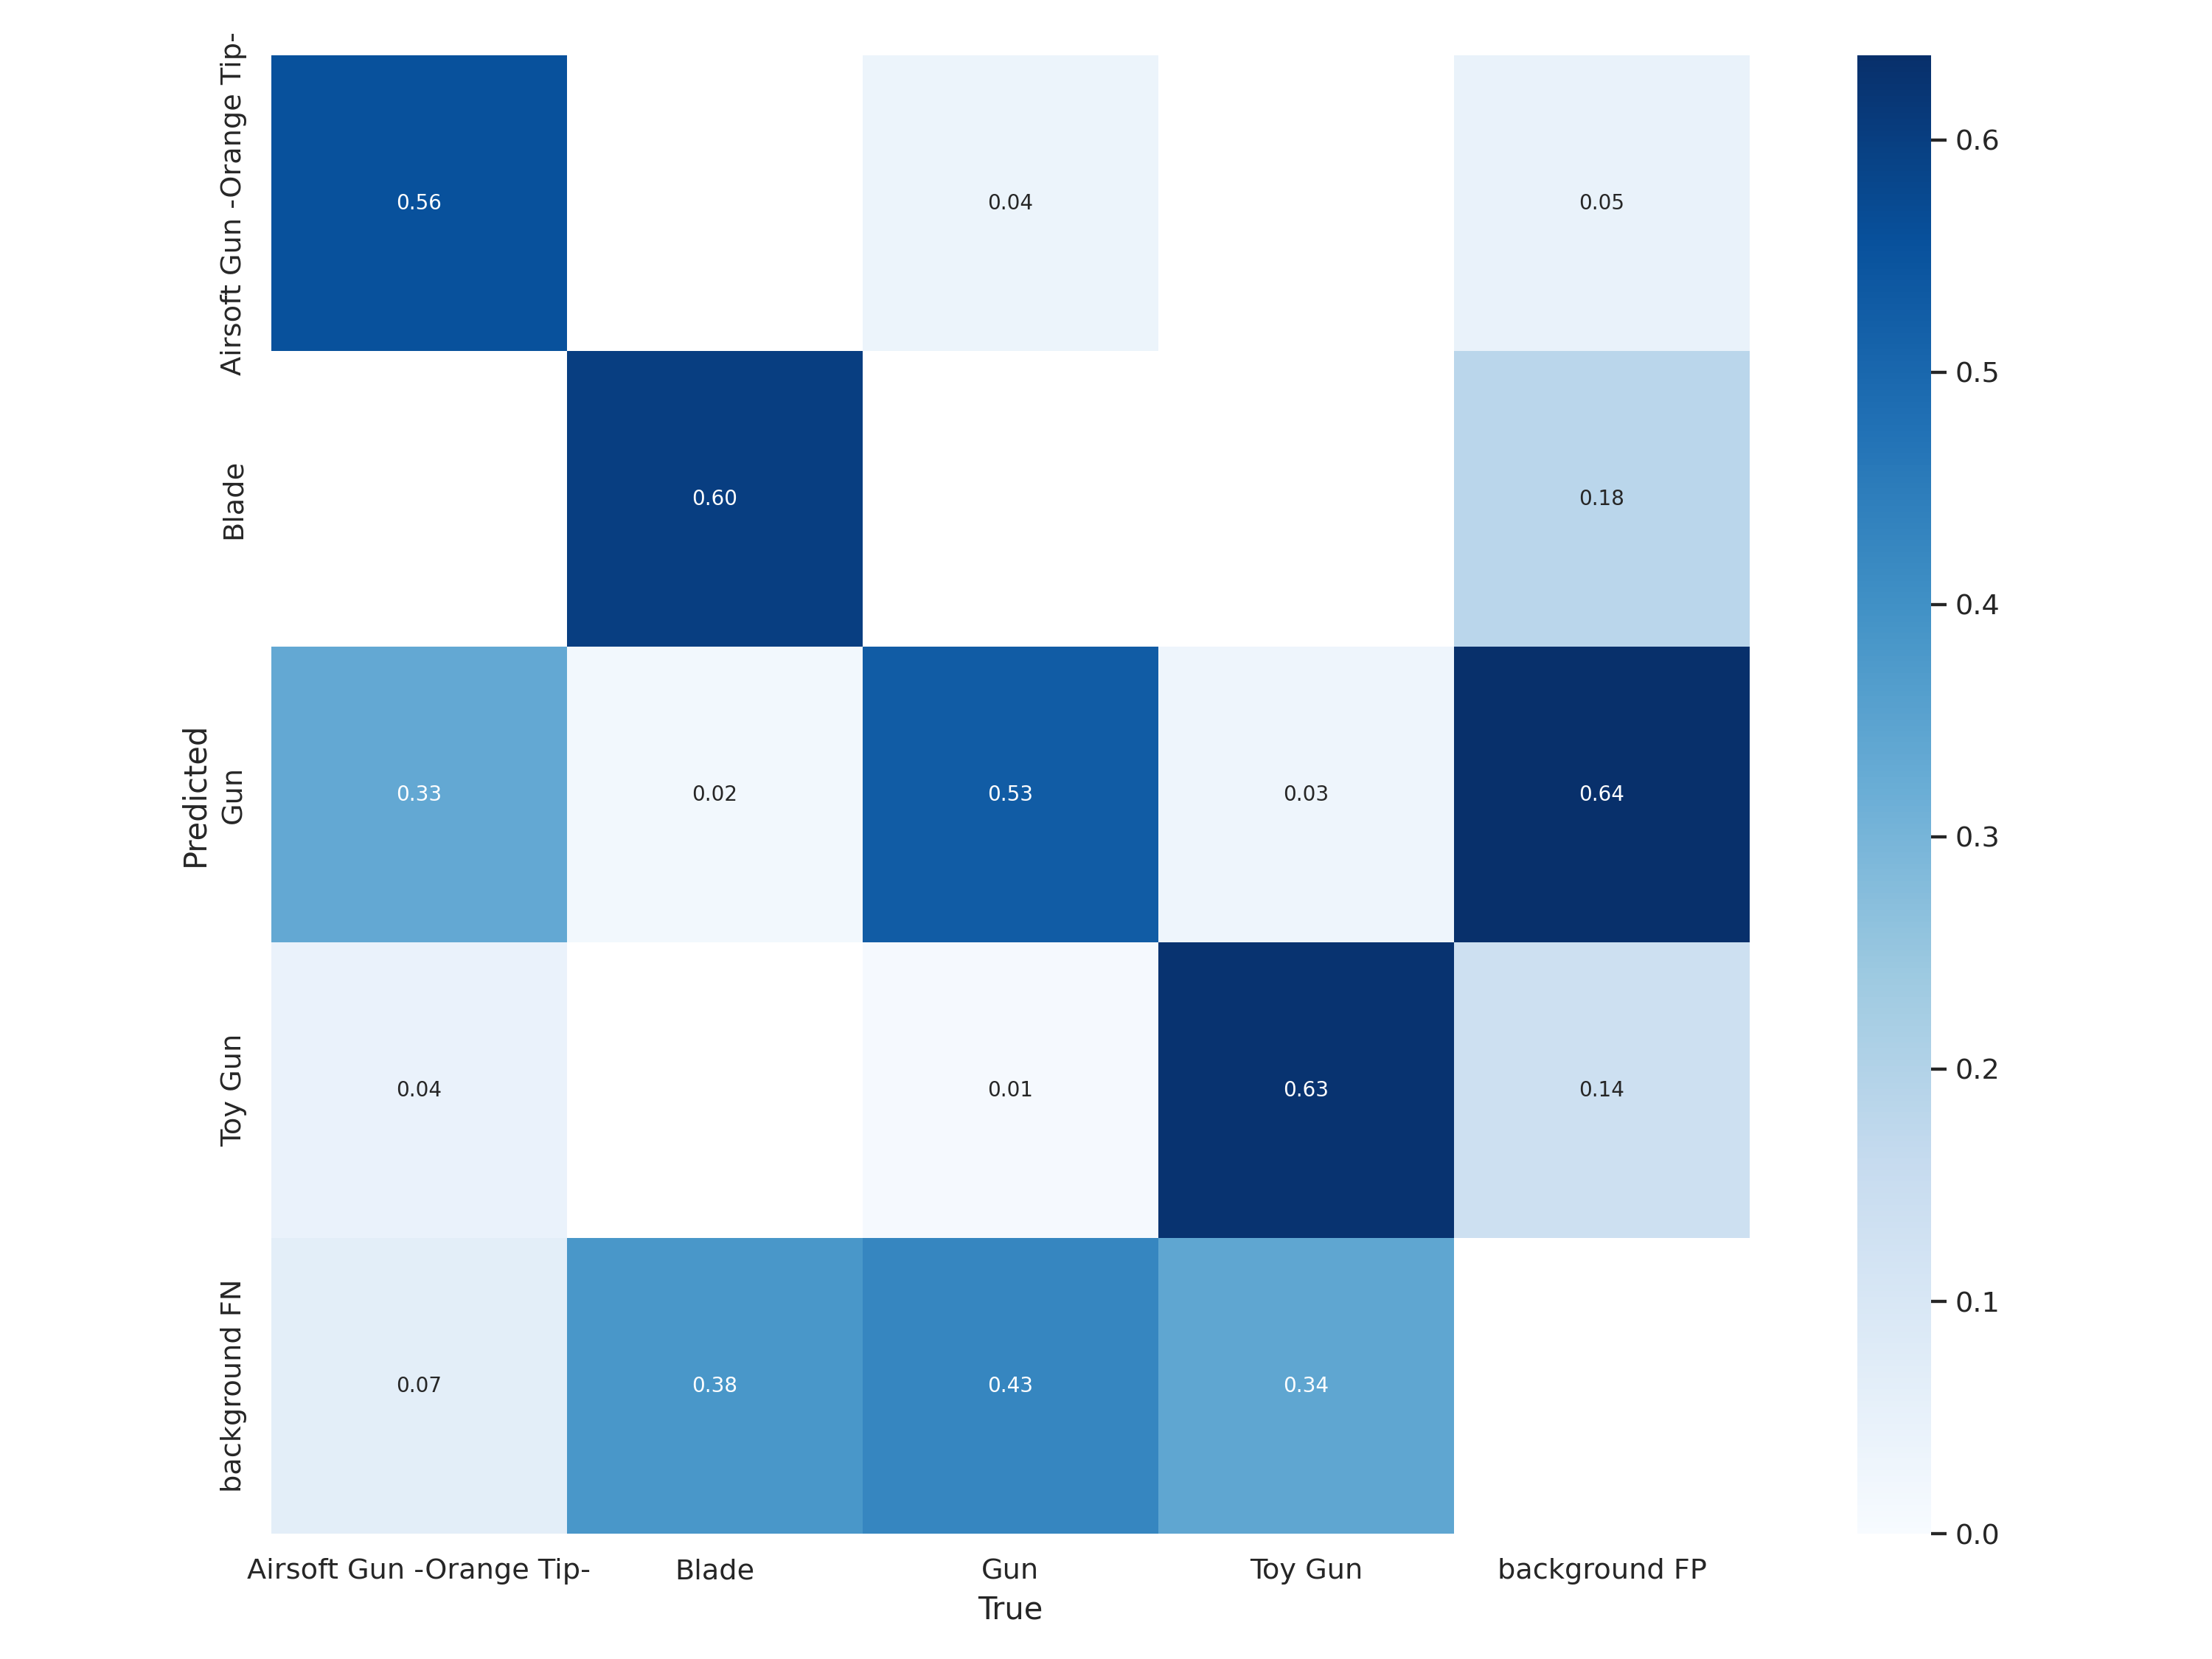 Airsoft Gun -Orange Tip-
0.56
0.04
0.05
Blade
0.60
0.18
Predicted
Gun
0.33
0.02
0.53
0.03
0.64
Toy Gun
0.04
0.01
0.63
0.14
background FN
0.07
0.38
0.43
0.34
Airsoft Gun -Orange Tip-
Blade
Gun
Toy Gun
background FP
True
0.6
0.5
0.4
0.3
0.2
0.1
0.0